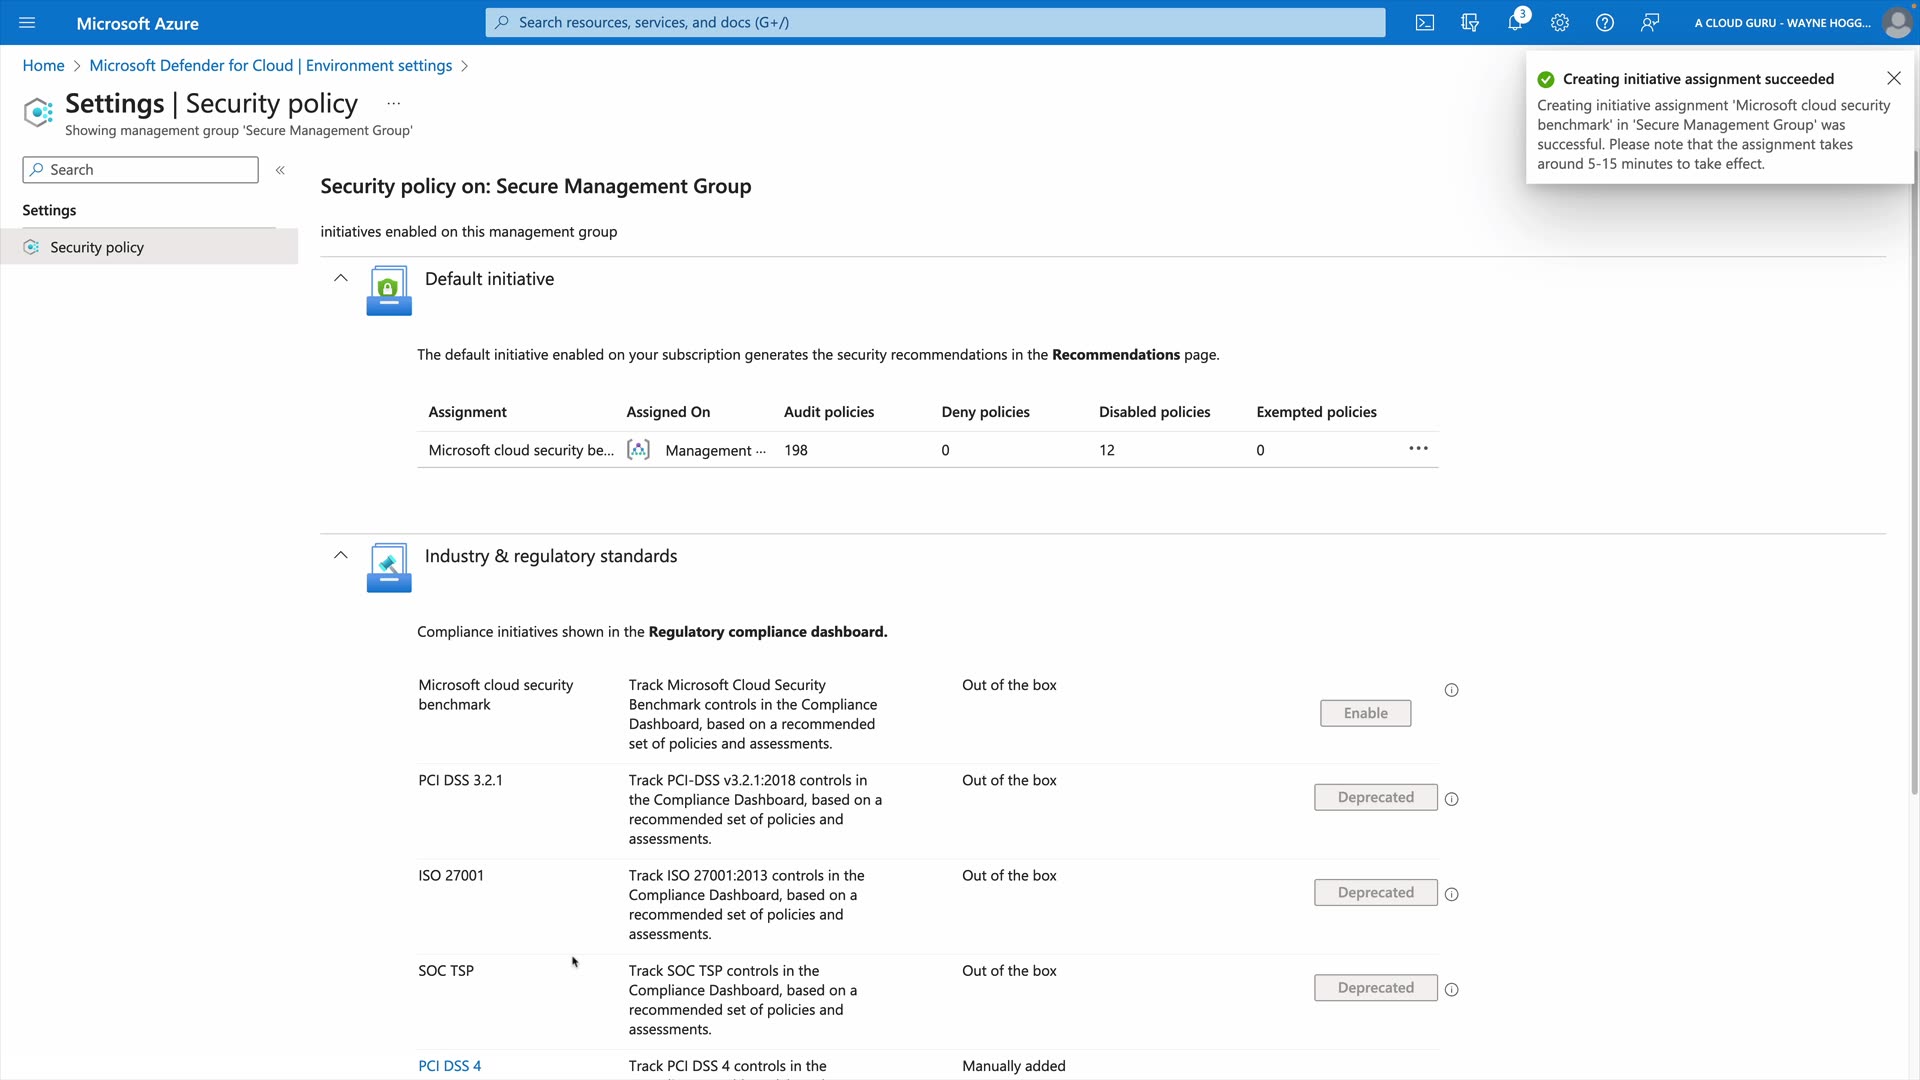 Microsoft Azure
Search resources, services, and docs (G+/)
3
A CLOUD GURU - WAYNE HOGG...
Home > Microsoft Defender for Cloud | Environment settings >
Settings | Security policy ...
Showing management group 'Secure Management Group'
Creating initiative assignment succeeded
Creating initiative assignment 'Microsoft cloud security
benchmark' in 'Secure Management Group' was
successful. Please note that the assignment takes
around 5-15 minutes to take effect.
Search
«
Settings
Security policy
Security policy on: Secure Management Group
initiatives enabled on this management group
Default initiative
The default initiative enabled on your subscription generates the security recommendations in the Recommendations page.
Assignment Assigned On Audit policies Deny policies Disabled policies Exempted policies
Microsoft cloud security be... Management ... 198 0 12 0 ...
Industry & regulatory standards
Compliance initiatives shown in the Regulatory compliance dashboard.
Microsoft cloud security
benchmark
Track Microsoft Cloud Security
Benchmark controls in the Compliance
Dashboard, based on a recommended
set of policies and assessments.
Out of the box
Enable
PCI DSS 3.2.1
Track PCI-DSS v3.2.1:2018 controls in
the Compliance Dashboard, based on a
recommended set of policies and
assessments.
Out of the box
Deprecated
ISO 27001
Track ISO 27001:2013 controls in the
Compliance Dashboard, based on a
recommended set of policies and
assessments.
Out of the box
Deprecated
SOC TSP
Track SOC TSP controls in the
Compliance Dashboard, based on a
recommended set of policies and
assessments.
Out of the box
Deprecated
PCI DSS 4
Track PCI DSS 4 controls in the
Manually added